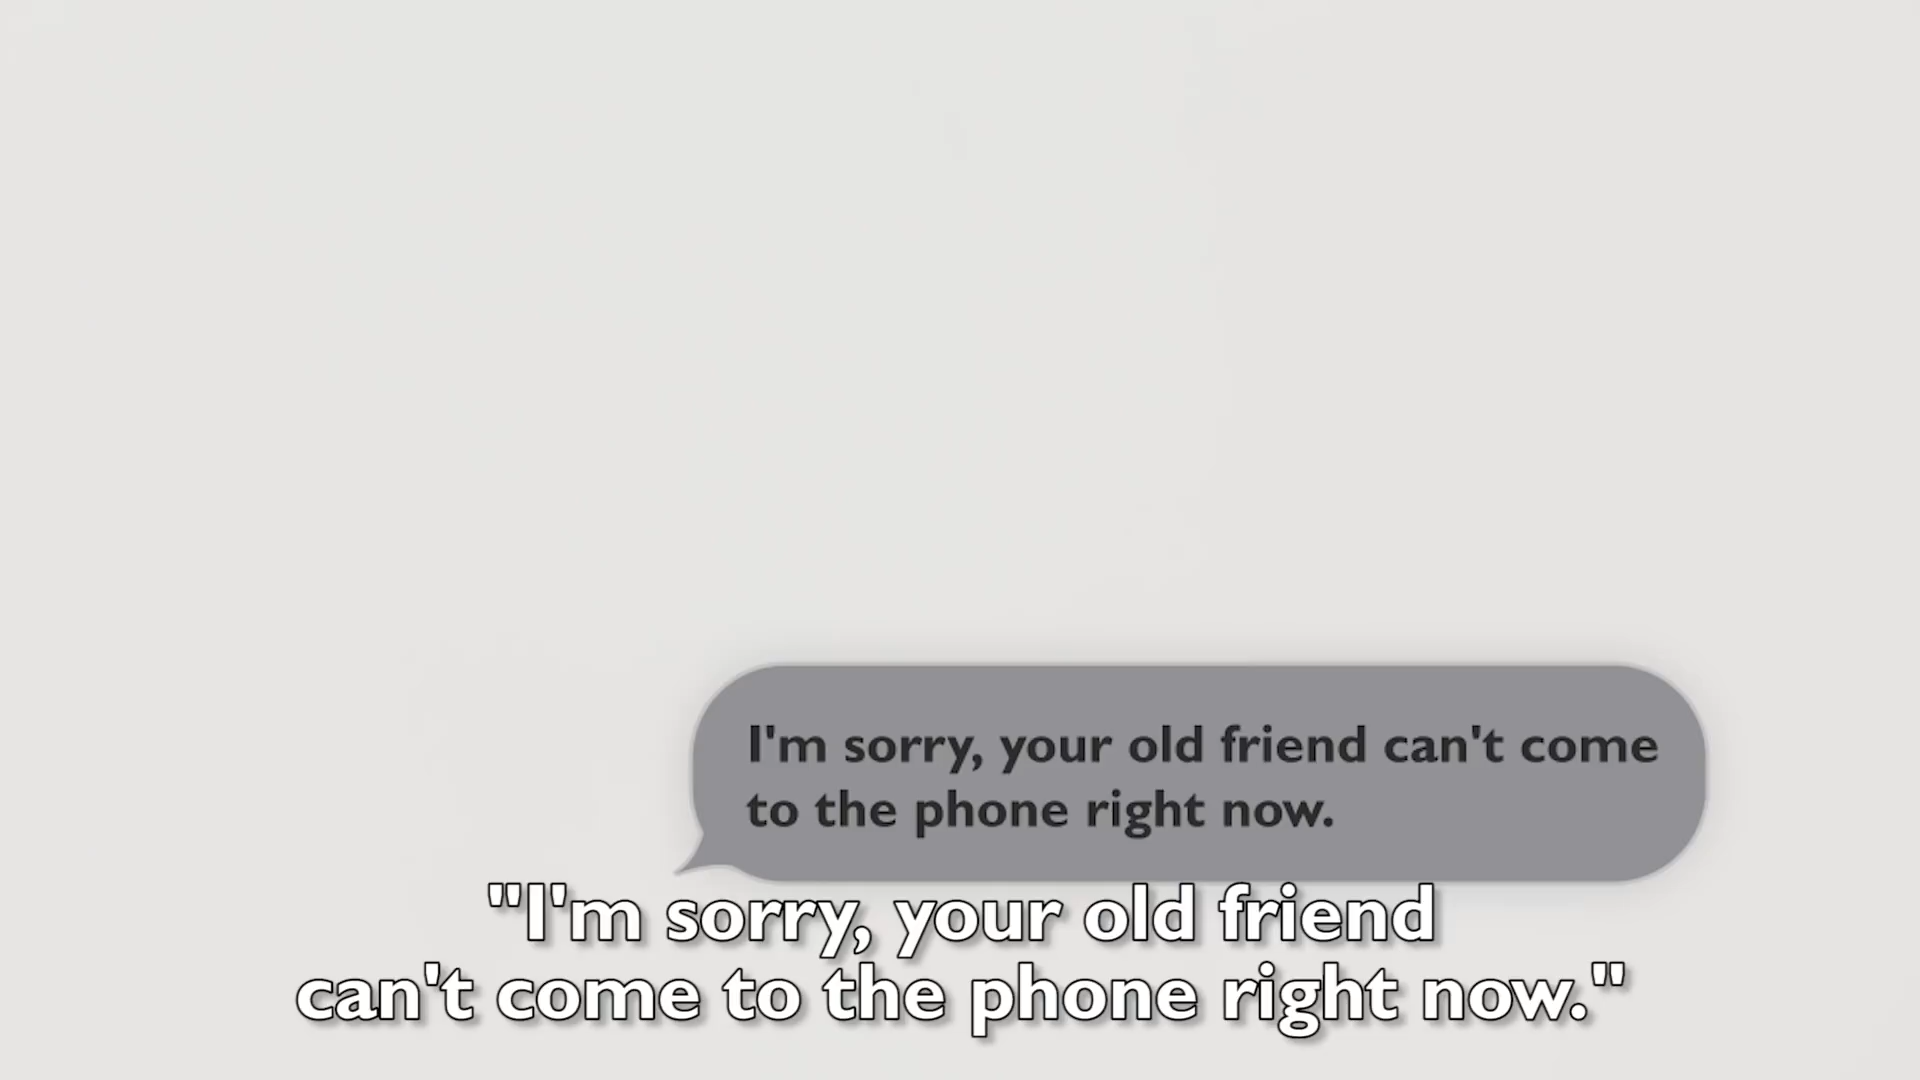 I'm sorry, your old friend can't come
to the phone right now.
"I'm sorry, your old friend
can't come to the phone right now."